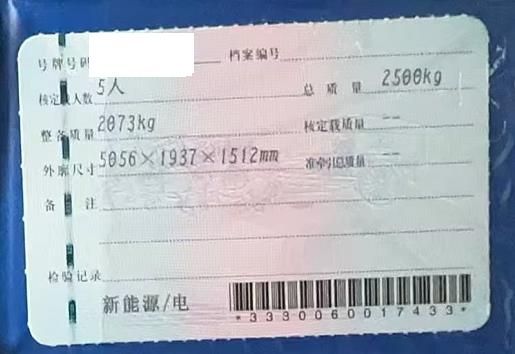 号牌号码 档案编号
核定载人数 5人 总质量 2500kg
整备质量 2073kg 核定载质量 --
外廓尺寸 5056×1937×1512mm 准牵引总质量 --
备注
检验记录
新能源/电
*3330060017433*